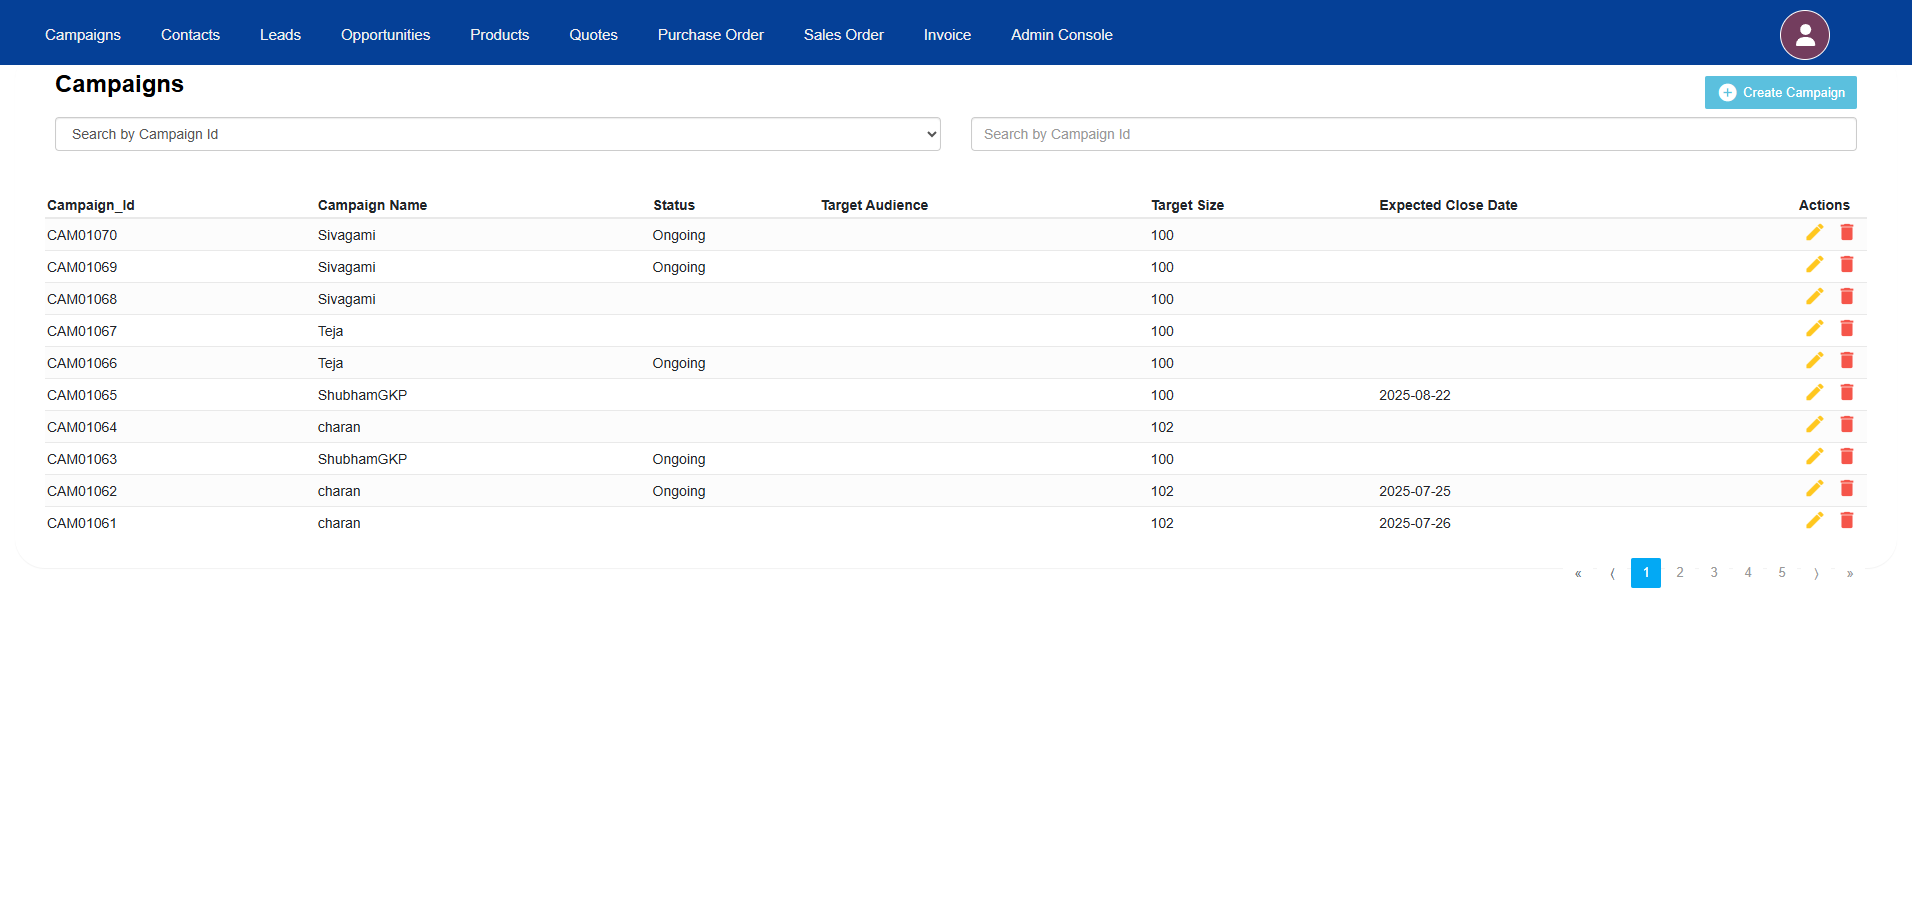 Campaigns Contacts Leads Opportunities Products Quotes Purchase Order Sales Order Invoice Admin Console
Campaigns
Create Campaign
Search by Campaign Id Search by Campaign Id
Campaign_Id Campaign Name Status Target Audience Target Size Expected Close Date Actions
CAM01070 Sivagami Ongoing 100
CAM01069 Sivagami Ongoing 100
CAM01068 Sivagami 100
CAM01067 Teja 100
CAM01066 Teja Ongoing 100
CAM01065 ShubhamGKP 100 2025-08-22
CAM01064 charan 102
CAM01063 ShubhamGKP Ongoing 100
CAM01062 charan Ongoing 102 2025-07-25
CAM01061 charan 102 2025-07-26
« ⟨ 1 2 3 4 5 ⟩ »